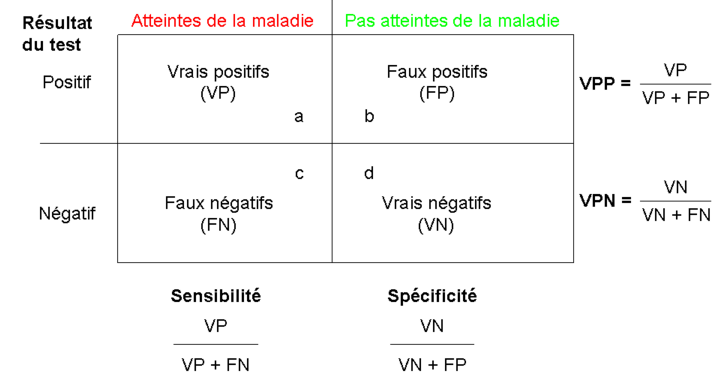 Résultat
du test
Atteintes de la maladie
Pas atteintes de la maladie
Positif
Vrais positifs
(VP)
a
Faux positifs
(FP)
b
VPP =
VP
VP + FP
Négatif
c
Faux négatifs
(FN)
d
Vrais négatifs
(VN)
VPN =
VN
VN + FN
Sensibilité
VP
VP + FN
Spécificité
VN
VN + FP